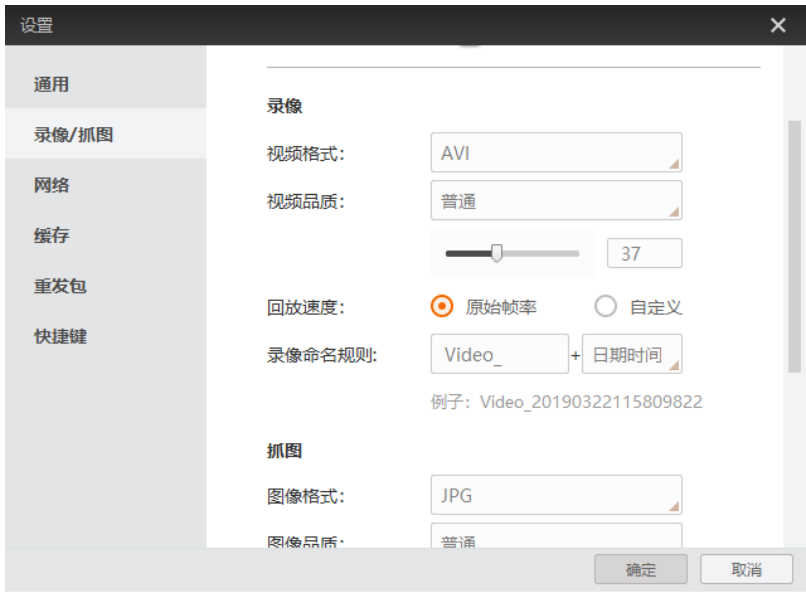 设置
通用
录像/抓图
网络
缓存
重发包
快捷键
录像
视频格式： AVI
视频品质： 普通
37
回放速度： 原始帧率 自定义
录像命名规则： Video_ + 日期时间
例子：Video_20190322115809822
抓图
图像格式： JPG
图像品质： 普通
确定 取消